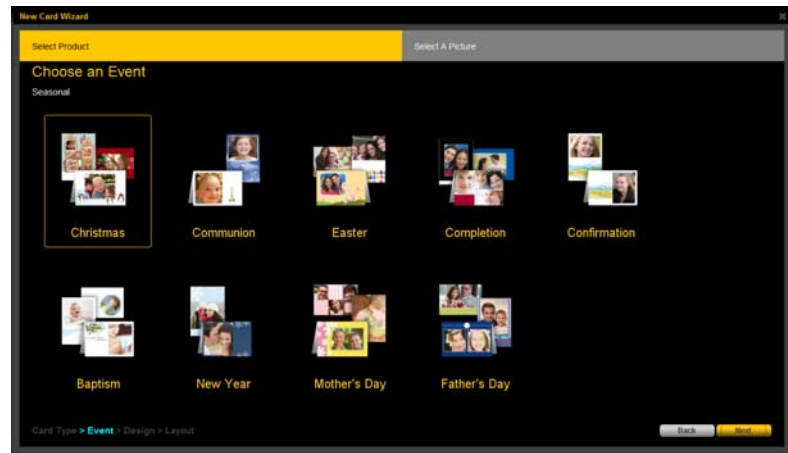 New Card Wizard
Select Product
Select A Picture
Choose an Event
Seasonal
Christmas
Communion
Easter
Completion
Confirmation
Baptism
New Year
Mother's Day
Father's Day
Card Type > Event > Design > Layout
Back
Next